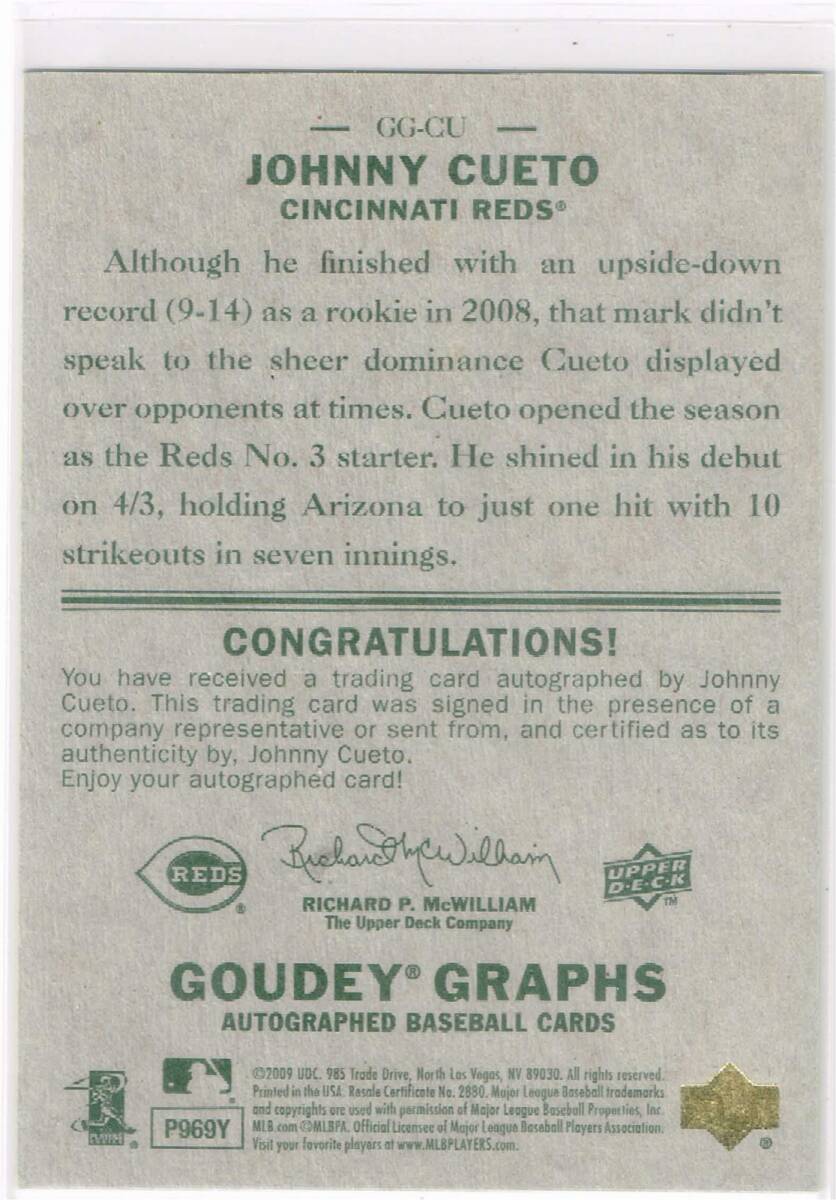 — GG-CU —
JOHNNY CUETO
CINCINNATI REDS®
Although he finished with an upside-down
record (9-14) as a rookie in 2008, that mark didn't
speak to the sheer dominance Cueto displayed
over opponents at times. Cueto opened the season
as the Reds No. 3 starter. He shined in his debut
on 4/3, holding Arizona to just one hit with 10
strikeouts in seven innings.
CONGRATULATIONS!
You have received a trading card autographed by Johnny
Cueto. This trading card was signed in the presence of a
company representative or sent from, and certified as to its
authenticity by, Johnny Cueto.
Enjoy your autographed card!
REDS ®
Richard McWilliam
UPPER
D·E·C·K ™
RICHARD P. McWILLIAM
The Upper Deck Company
GOUDEY® GRAPHS
AUTOGRAPHED BASEBALL CARDS
©2009 UDC. 985 Trade Drive, North Las Vegas, NV 89030. All rights reserved.
Printed in the USA. Resale Certificate No. 2880. Major League Baseball trademarks
and copyrights are used with permission of Major League Baseball Properties, Inc.
MLB.com ©MLBPA. Official Licensee of Major League Baseball Players Association.
Visit your favorite players at www.MLBPLAYERS.com.
P969Y
®